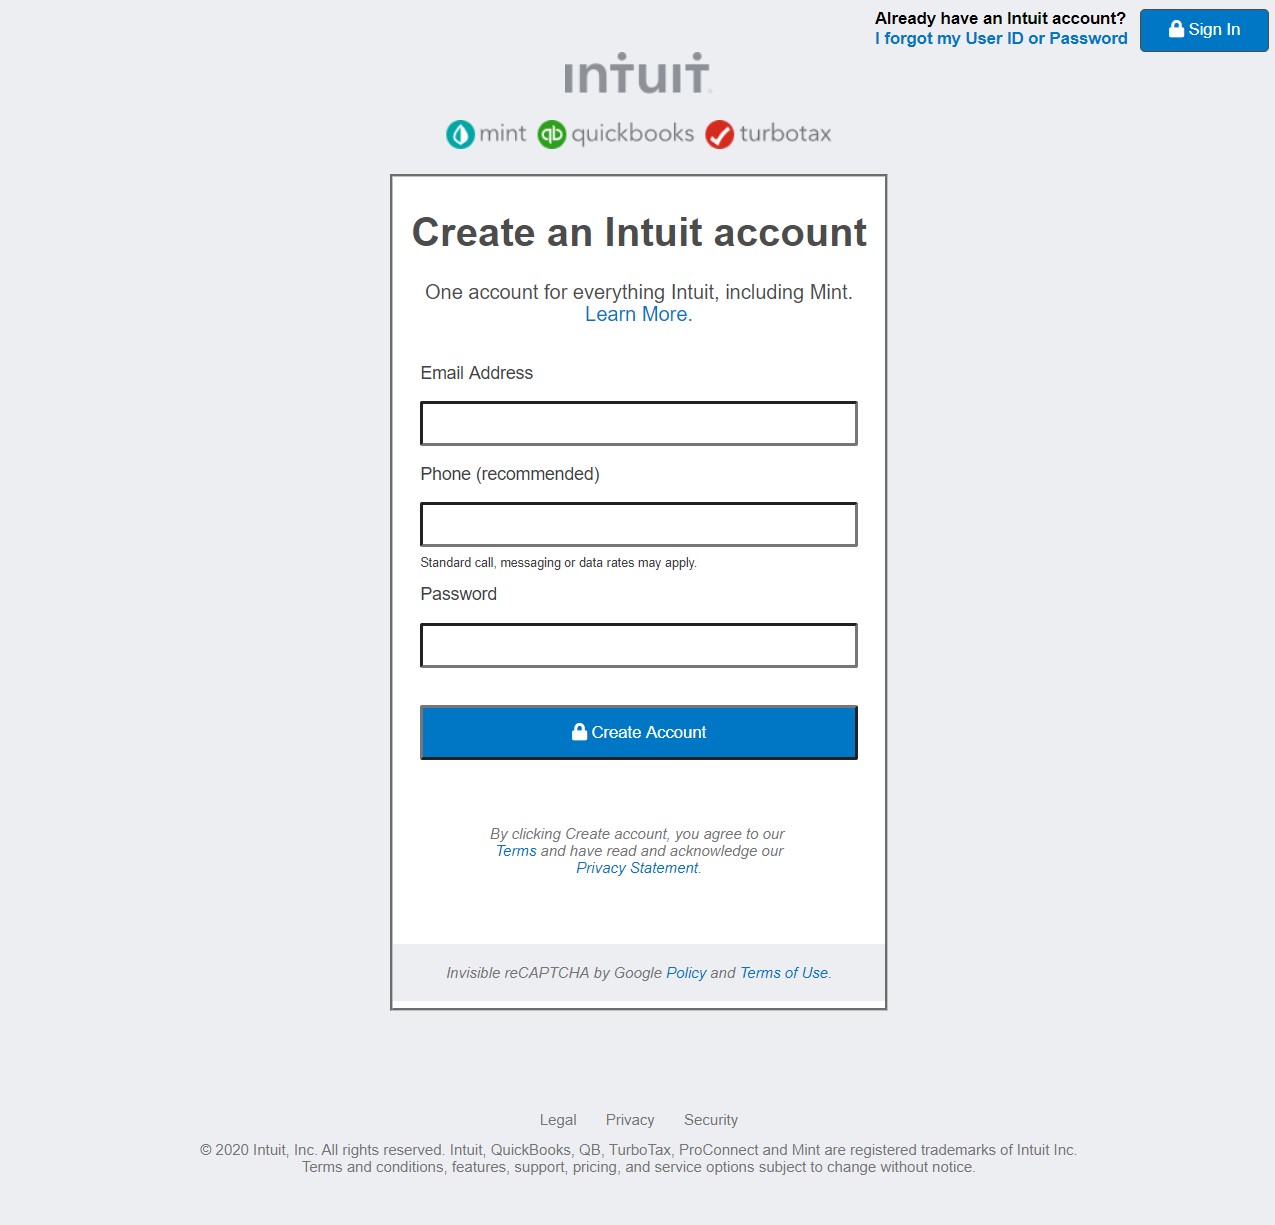 Already have an Intuit account?
I forgot my User ID or Password
Sign In
intuit
mint quickbooks turbotax
Create an Intuit account
One account for everything Intuit, including Mint.
Learn More.
Email Address
Phone (recommended)
Standard call, messaging or data rates may apply.
Password
Create Account
By clicking Create account, you agree to our
Terms and have read and acknowledge our
Privacy Statement.
Invisible reCAPTCHA by Google Policy and Terms of Use.
Legal Privacy Security
© 2020 Intuit, Inc. All rights reserved. Intuit, QuickBooks, QB, TurboTax, ProConnect and Mint are registered trademarks of Intuit Inc.
Terms and conditions, features, support, pricing, and service options subject to change without notice.